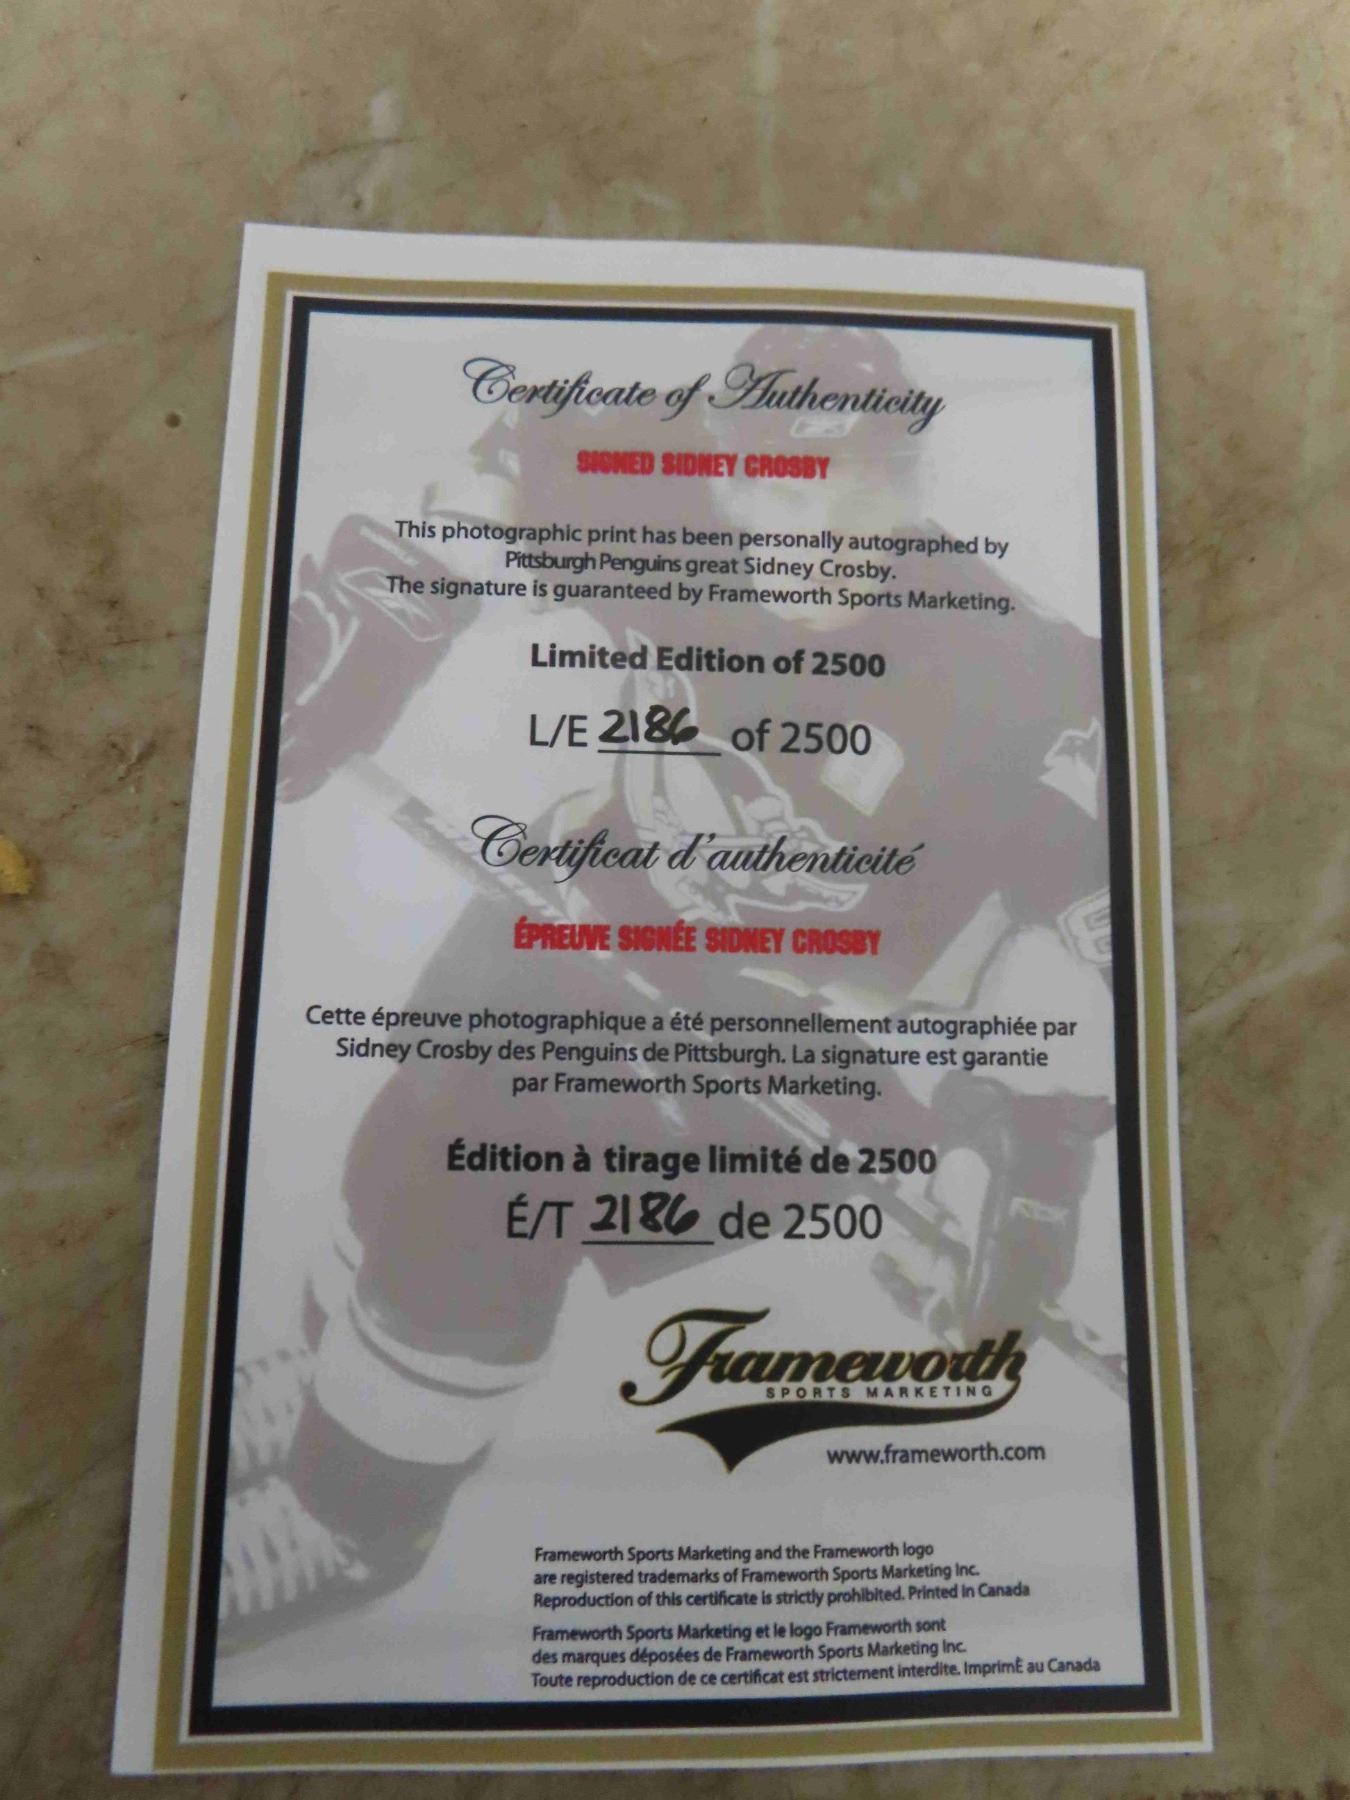 Certificate of Authenticity
SIGNED SIDNEY CROSBY
This photographic print has been personally autographed by
Pittsburgh Penguins great Sidney Crosby.
The signature is guaranteed by Frameworth Sports Marketing.
Limited Edition of 2500
L/E 2186 of 2500
Certificat d'authenticité
ÉPREUVE SIGNÉE SIDNEY CROSBY
Cette épreuve photographique a été personnellement autographiée par
Sidney Crosby des Penguins de Pittsburgh. La signature est garantie
par Frameworth Sports Marketing.
Édition à tirage limité de 2500
É/T 2186 de 2500
Frameworth
SPORTS MARKETING
www.frameworth.com
Frameworth Sports Marketing and the Frameworth logo
are registered trademarks of Frameworth Sports Marketing Inc.
Reproduction of this certificate is strictly prohibited. Printed in Canada
Frameworth Sports Marketing et le logo Frameworth sont
des marques déposées de Frameworth Sports Marketing Inc.
Toute reproduction de ce certificat est strictement interdite. ImprimÈ au Canada